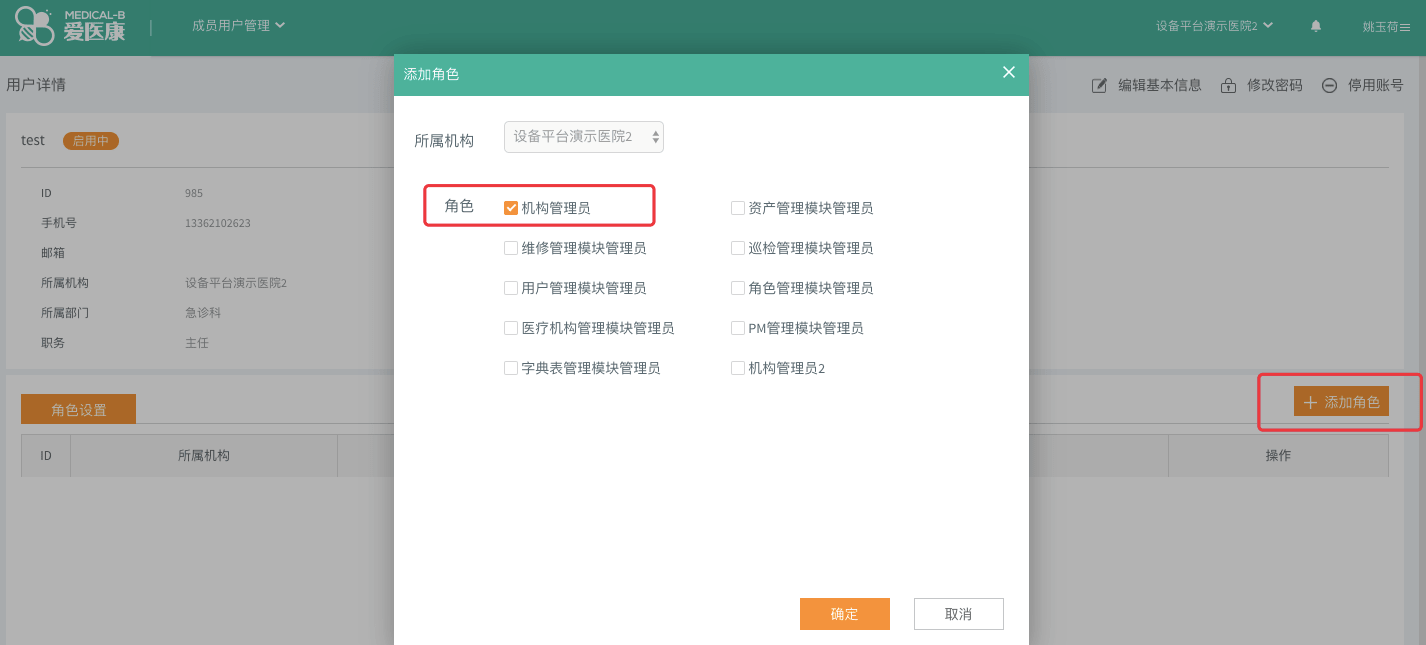 MEDICAL-B
爱医康
成员用户管理
设备平台演示医院2
姚玉荷
用户详情
添加角色
编辑基本信息
修改密码
停用账号
test
启用中
所属机构
设备平台演示医院2
ID
985
手机号
13362102623
邮箱
所属机构
设备平台演示医院2
所属部门
急诊科
职务
主任
角色
机构管理员
资产管理模块管理员
维修管理模块管理员
巡检管理模块管理员
用户管理模块管理员
角色管理模块管理员
医疗机构管理模块管理员
PM管理模块管理员
字典表管理模块管理员
机构管理员2
角色设置
添加角色
ID
所属机构
操作
确定
取消